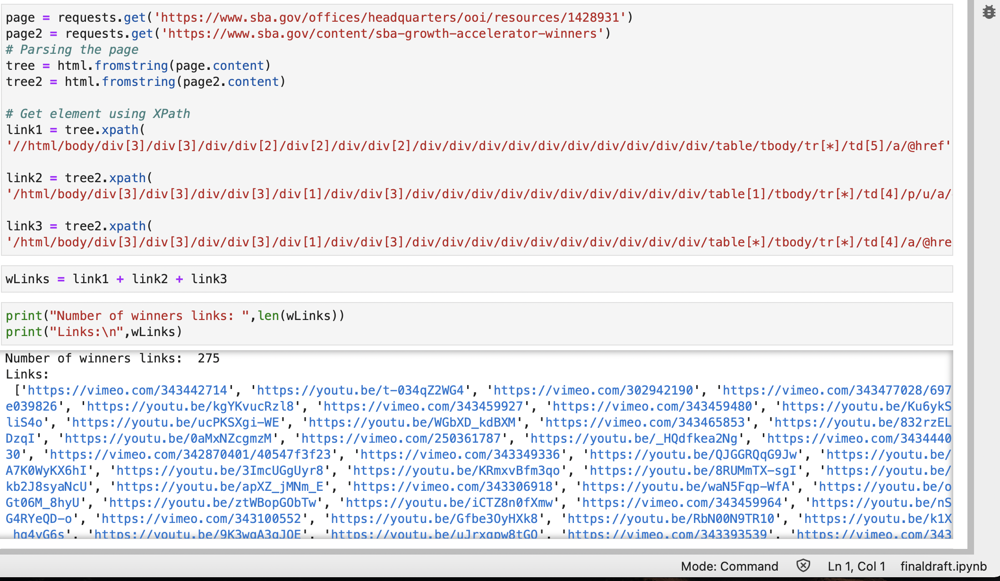 page = requests.get('https://www.sba.gov/offices/headquarters/ooi/resources/1428931')
page2 = requests.get('https://www.sba.gov/content/sba-growth-accelerator-winners')
# Parsing the page
tree = html.fromstring(page.content)
tree2 = html.fromstring(page2.content)
# Get element using XPath
link1 = tree.xpath(
'//html/body/div[3]/div[3]/div/div[2]/div[2]/div/div[2]/div/div/div/div/div/div/div/div/div/div/table/tbody/tr[*]/td[5]/a/@href'
link2 = tree2.xpath(
'/html/body/div[3]/div[3]/div/div[3]/div[1]/div/div[3]/div/div/div/div/div/div/div/div/div/div/table[1]/tbody/tr[*]/td[4]/p/u/a/
link3 = tree2.xpath(
'/html/body/div[3]/div[3]/div/div[3]/div[1]/div/div[3]/div/div/div/div/div/div/div/div/div/div/table[*]/tbody/tr[*]/td[4]/a/@hre
wLinks = link1 + link2 + link3
print("Number of winners links: ",len(wLinks))
print("Links:\n",wLinks)
Number of winners links:  275
Links:
 ['https://vimeo.com/343442714', 'https://youtu.be/t-034qZ2WG4', 'https://vimeo.com/302942190', 'https://vimeo.com/343477028/697
e039826', 'https://youtu.be/kgYKvucRzl8', 'https://vimeo.com/343459927', 'https://vimeo.com/343459480', 'https://youtu.be/Ku6ykS
liS4o', 'https://youtu.be/ucPKSXgi-WE', 'https://youtu.be/WGbXD_kdBXM', 'https://vimeo.com/343465853', 'https://youtu.be/832rzEL
DzqI', 'https://youtu.be/0aMxNZcgmzM', 'https://vimeo.com/250361787', 'https://youtu.be/_HQdfkea2Ng', 'https://vimeo.com/3434440
30', 'https://vimeo.com/342870401/40547f3f23', 'https://vimeo.com/343349336', 'https://youtu.be/QJGGRQqG9Jw', 'https://youtu.be/
A7K0WyKX6hI', 'https://youtu.be/3ImcUGgUyr8', 'https://youtu.be/KRmxvBfm3qo', 'https://youtu.be/8RUMmTX-sgI', 'https://youtu.be/
kb2J8syaNcU', 'https://youtu.be/apXZ_jMNm_E', 'https://vimeo.com/343306918', 'https://youtu.be/waN5Fqp-WfA', 'https://youtu.be/o
Gt06M_8hyU', 'https://youtu.be/ztWBopGObTw', 'https://youtu.be/iCTZ8n0fXmw', 'https://vimeo.com/343459964', 'https://youtu.be/nS
G4RYeQD-o', 'https://vimeo.com/343100552', 'https://youtu.be/Gfbe3OyHXk8', 'https://youtu.be/RbN00N9TR10', 'https://youtu.be/k1X
_hq4yG6s', 'https://youtu.be/9K3wqA3gJOE', 'https://youtu.be/uJrxqpw8tGO', 'https://vimeo.com/343393539', 'https://vimeo.com/343
Mode: Command Ln 1, Col 1 finaldraft.ipynb